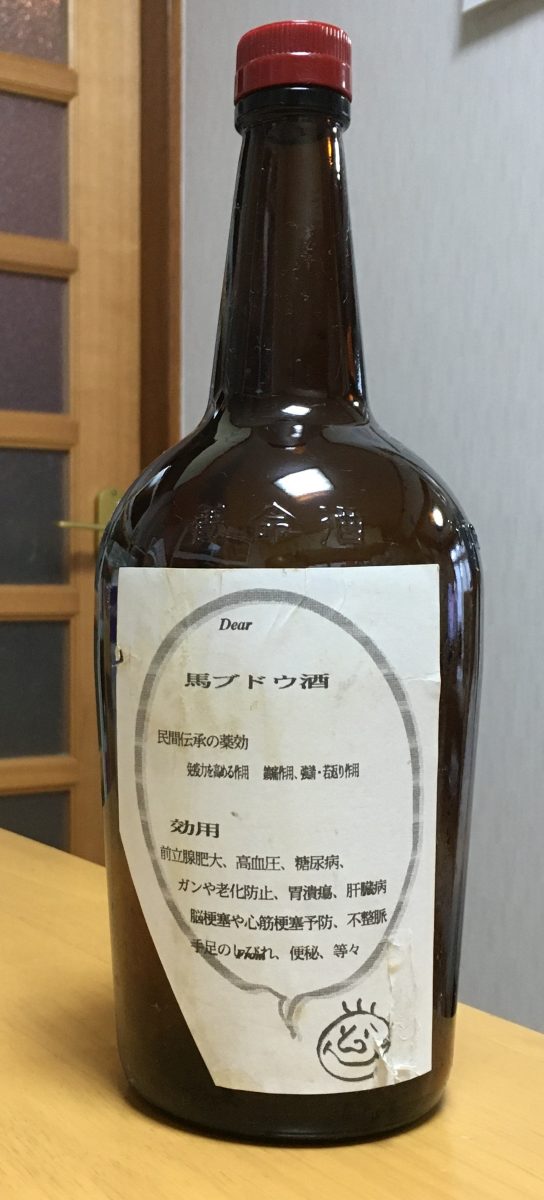 養命酒
Dear
馬ブドウ酒
民間伝承の薬効
免疫力を高める作用 鎮痛作用、強精・若返り作用
効用
前立腺肥大、高血圧、糖尿病、
ガンや老化防止、胃潰瘍、肝臓病
脳梗塞や心筋梗塞予防、不整脈
手足のしびれ、便秘、等々
From